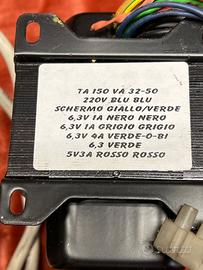 TA 150 VA 32-50
220V BLU BLU
SCHERMO GIALLO/VERDE
6,3V 1A NERO NERO
6,3V 1A GRIGIO GRIGIO
6,3V 4A VERDE-0-BI
6,3 VERDE
5V3A ROSSO ROSSO
subito